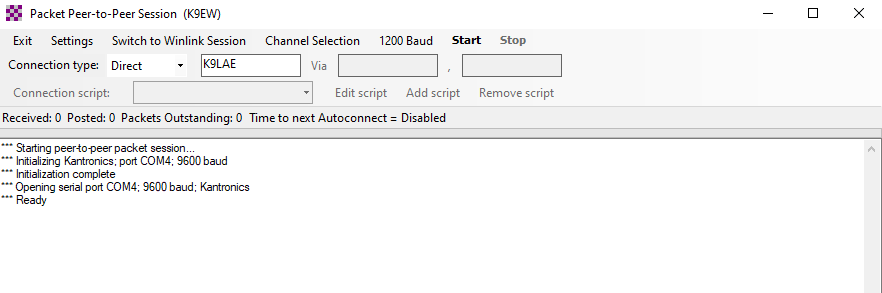 Packet Peer-to-Peer Session (K9EW)
Exit Settings Switch to Winlink Session Channel Selection 1200 Baud Start Stop
Connection type: Direct K9LAE Via ,
Connection script: Edit script Add script Remove script
Received: 0 Posted: 0 Packets Outstanding: 0 Time to next Autoconnect = Disabled
*** Starting peer-to-peer packet session...
*** Initializing Kantronics; port COM4; 9600 baud
*** Initialization complete
*** Opening serial port COM4; 9600 baud; Kantronics
*** Ready